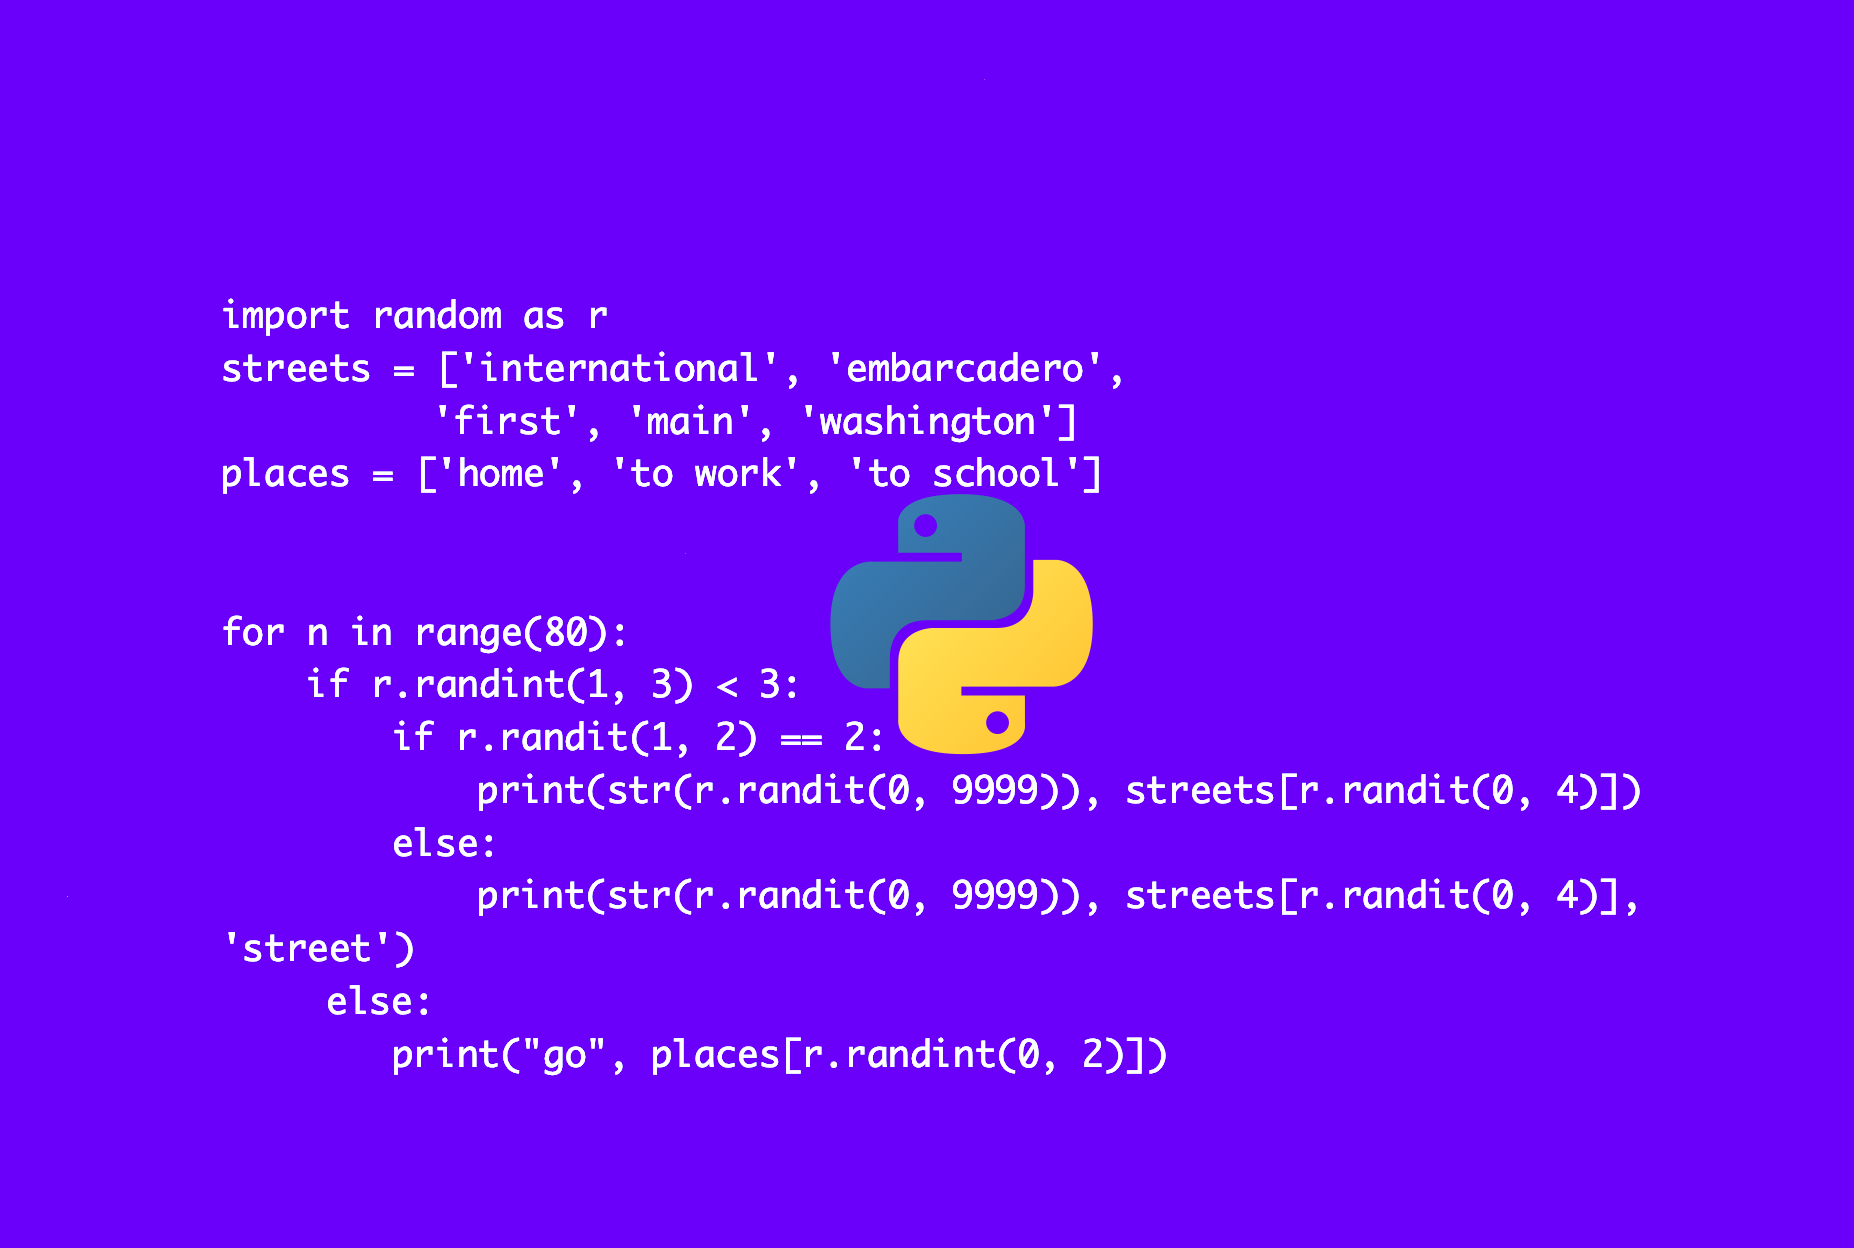 import random as r
streets = ['international', 'embarcadero',
          'first', 'main', 'washington']
places = ['home', 'to work', 'to school']
for n in range(80):
    if r.randint(1, 3) < 3:
        if r.randit(1, 2) == 2:
            print(str(r.randit(0, 9999)), streets[r.randit(0, 4)])
        else:
            print(str(r.randit(0, 9999)), streets[r.randit(0, 4)],
'street')
     else:
        print("go", places[r.randint(0, 2)])